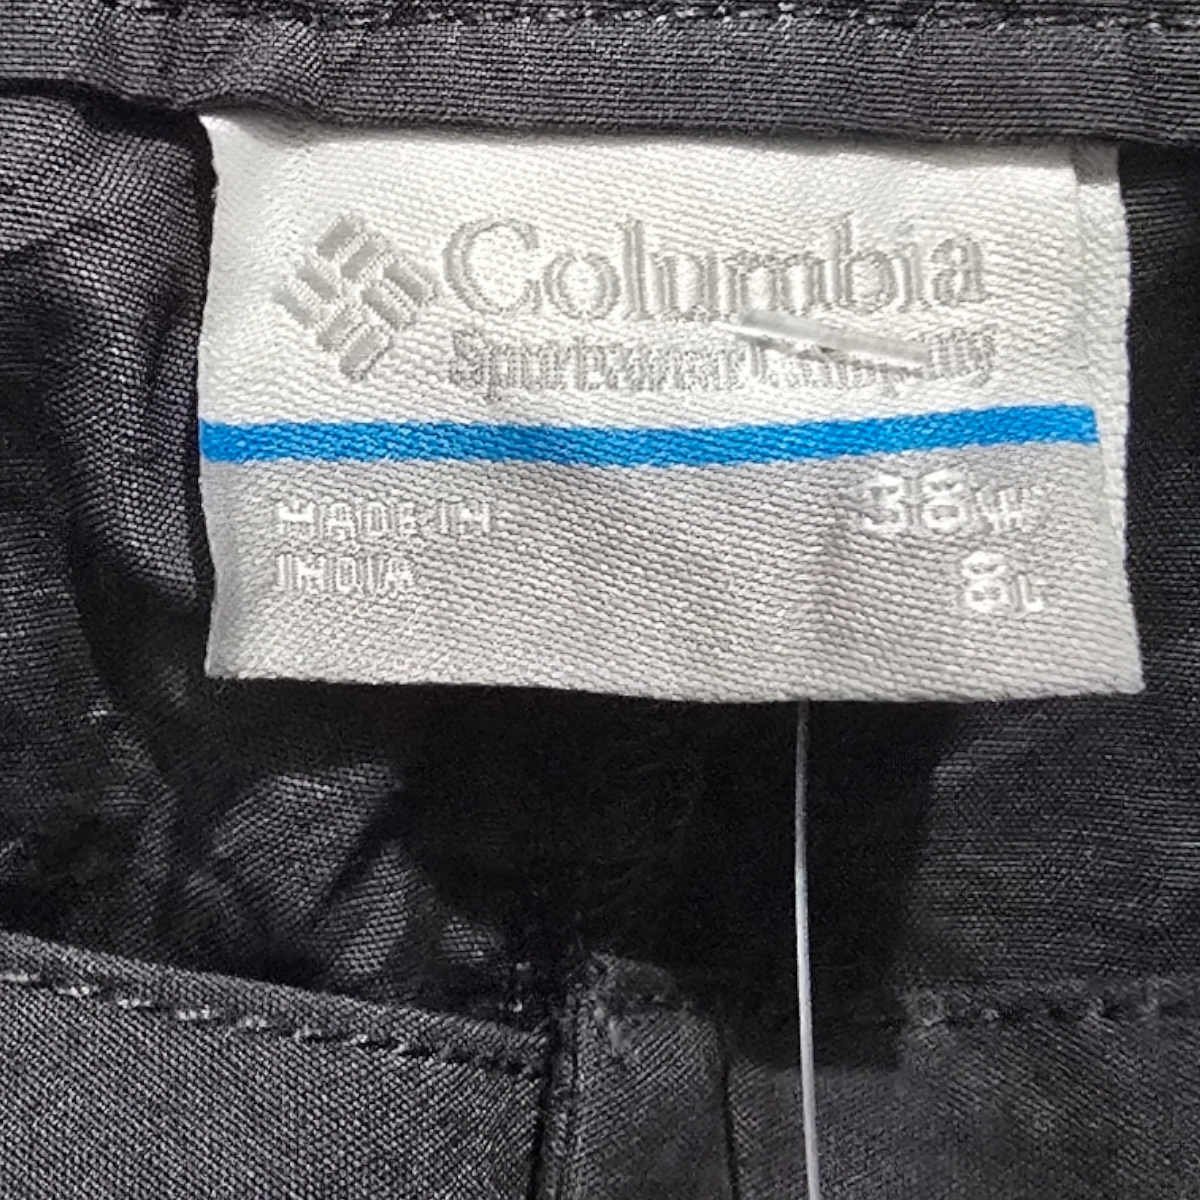 Columbia
Sportswear Company
MADE IN
INDIA
38W
8L